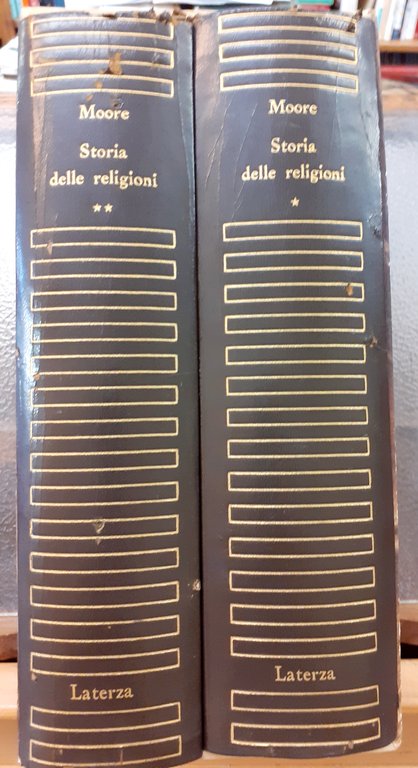 Moore
Storia
delle religioni
**
Laterza
Moore
Storia
delle religioni
*
Laterza